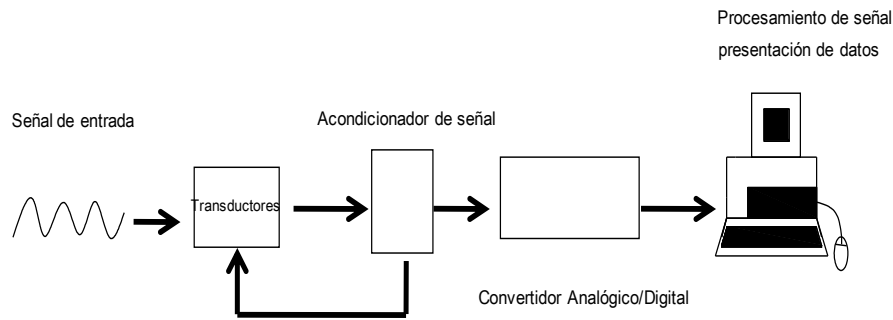 Procesamiento de señal
presentación de datos
Señal de entrada
Acondicionador de señal
Transductores
Convertidor Analógico/Digital